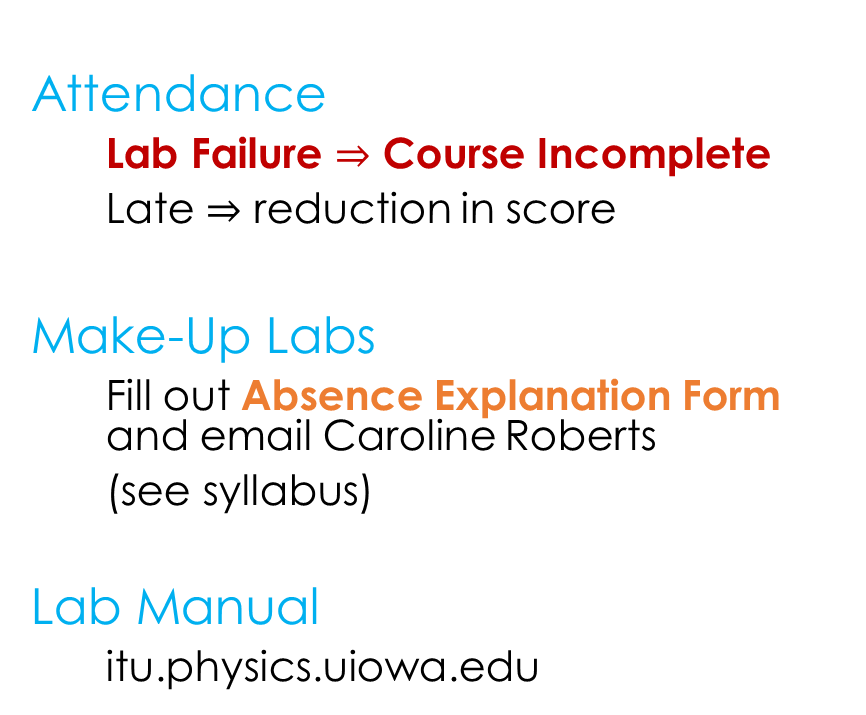 Attendance
Lab Failure ⇒ Course Incomplete
Late ⇒ reduction in score
Make-Up Labs
Fill out Absence Explanation Form
and email Caroline Roberts
(see syllabus)
Lab Manual
itu.physics.uiowa.edu